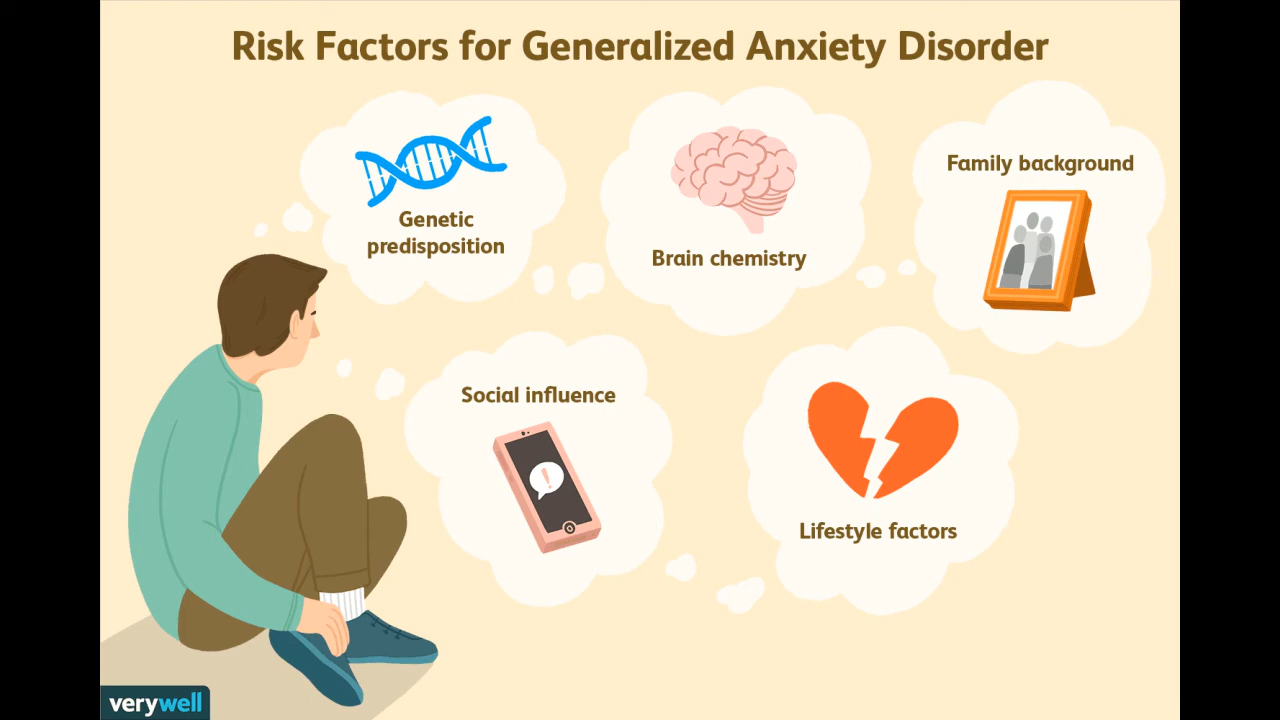 Risk Factors for Generalized Anxiety Disorder
Genetic
predisposition
Brain chemistry
Family background
Social influence
!
Lifestyle factors
verywell